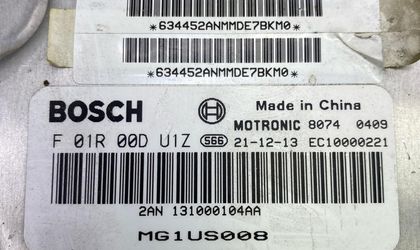 *634452ANMMDE7BKM0*
*634452ANMMDE7BKM0*
BOSCH
Made in China
MOTRONIC 8074 0409
F 01R 00D U1Z 566 21-12-13 EC10000221
2AN 131000104AA
MG1US008